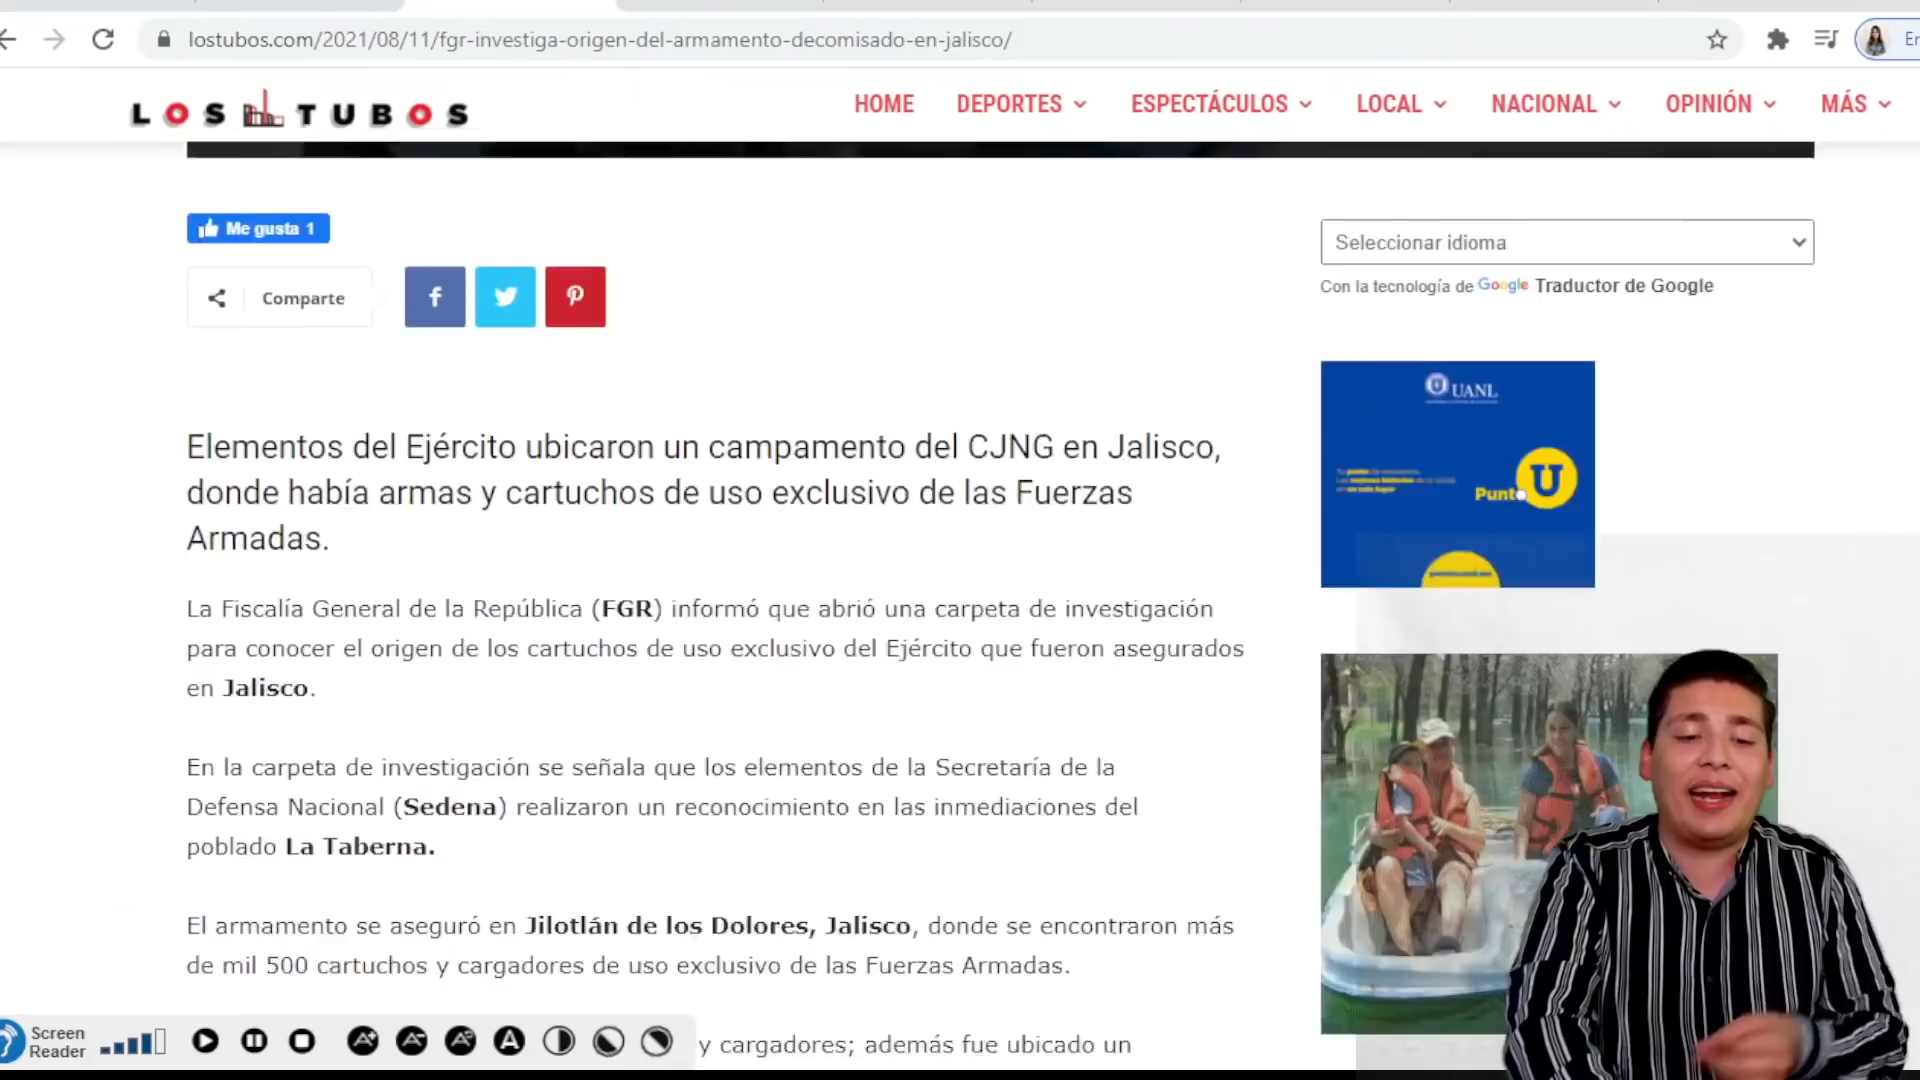 lostubos.com/2021/08/11/fgr-investiga-origen-del-armamento-decomisado-en-jalisco/
LOS TUBOS
HOME DEPORTES ESPECTÁCULOS LOCAL NACIONAL OPINIÓN MÁS
Me gusta 1
Seleccionar idioma
Comparte
Con la tecnología de Google Traductor de Google
UANL
Punto U
Elementos del Ejército ubicaron un campamento del CJNG en Jalisco,
donde había armas y cartuchos de uso exclusivo de las Fuerzas
Armadas.
La Fiscalía General de la República (FGR) informó que abrió una carpeta de investigación
para conocer el origen de los cartuchos de uso exclusivo del Ejército que fueron asegurados
en Jalisco.
En la carpeta de investigación se señala que los elementos de la Secretaría de la
Defensa Nacional (Sedena) realizaron un reconocimiento en las inmediaciones del
poblado La Taberna.
El armamento se aseguró en Jilotlán de los Dolores, Jalisco, donde se encontraron más
de mil 500 cartuchos y cargadores de uso exclusivo de las Fuerzas Armadas.
Screen
Reader
y cargadores; además fue ubicado un